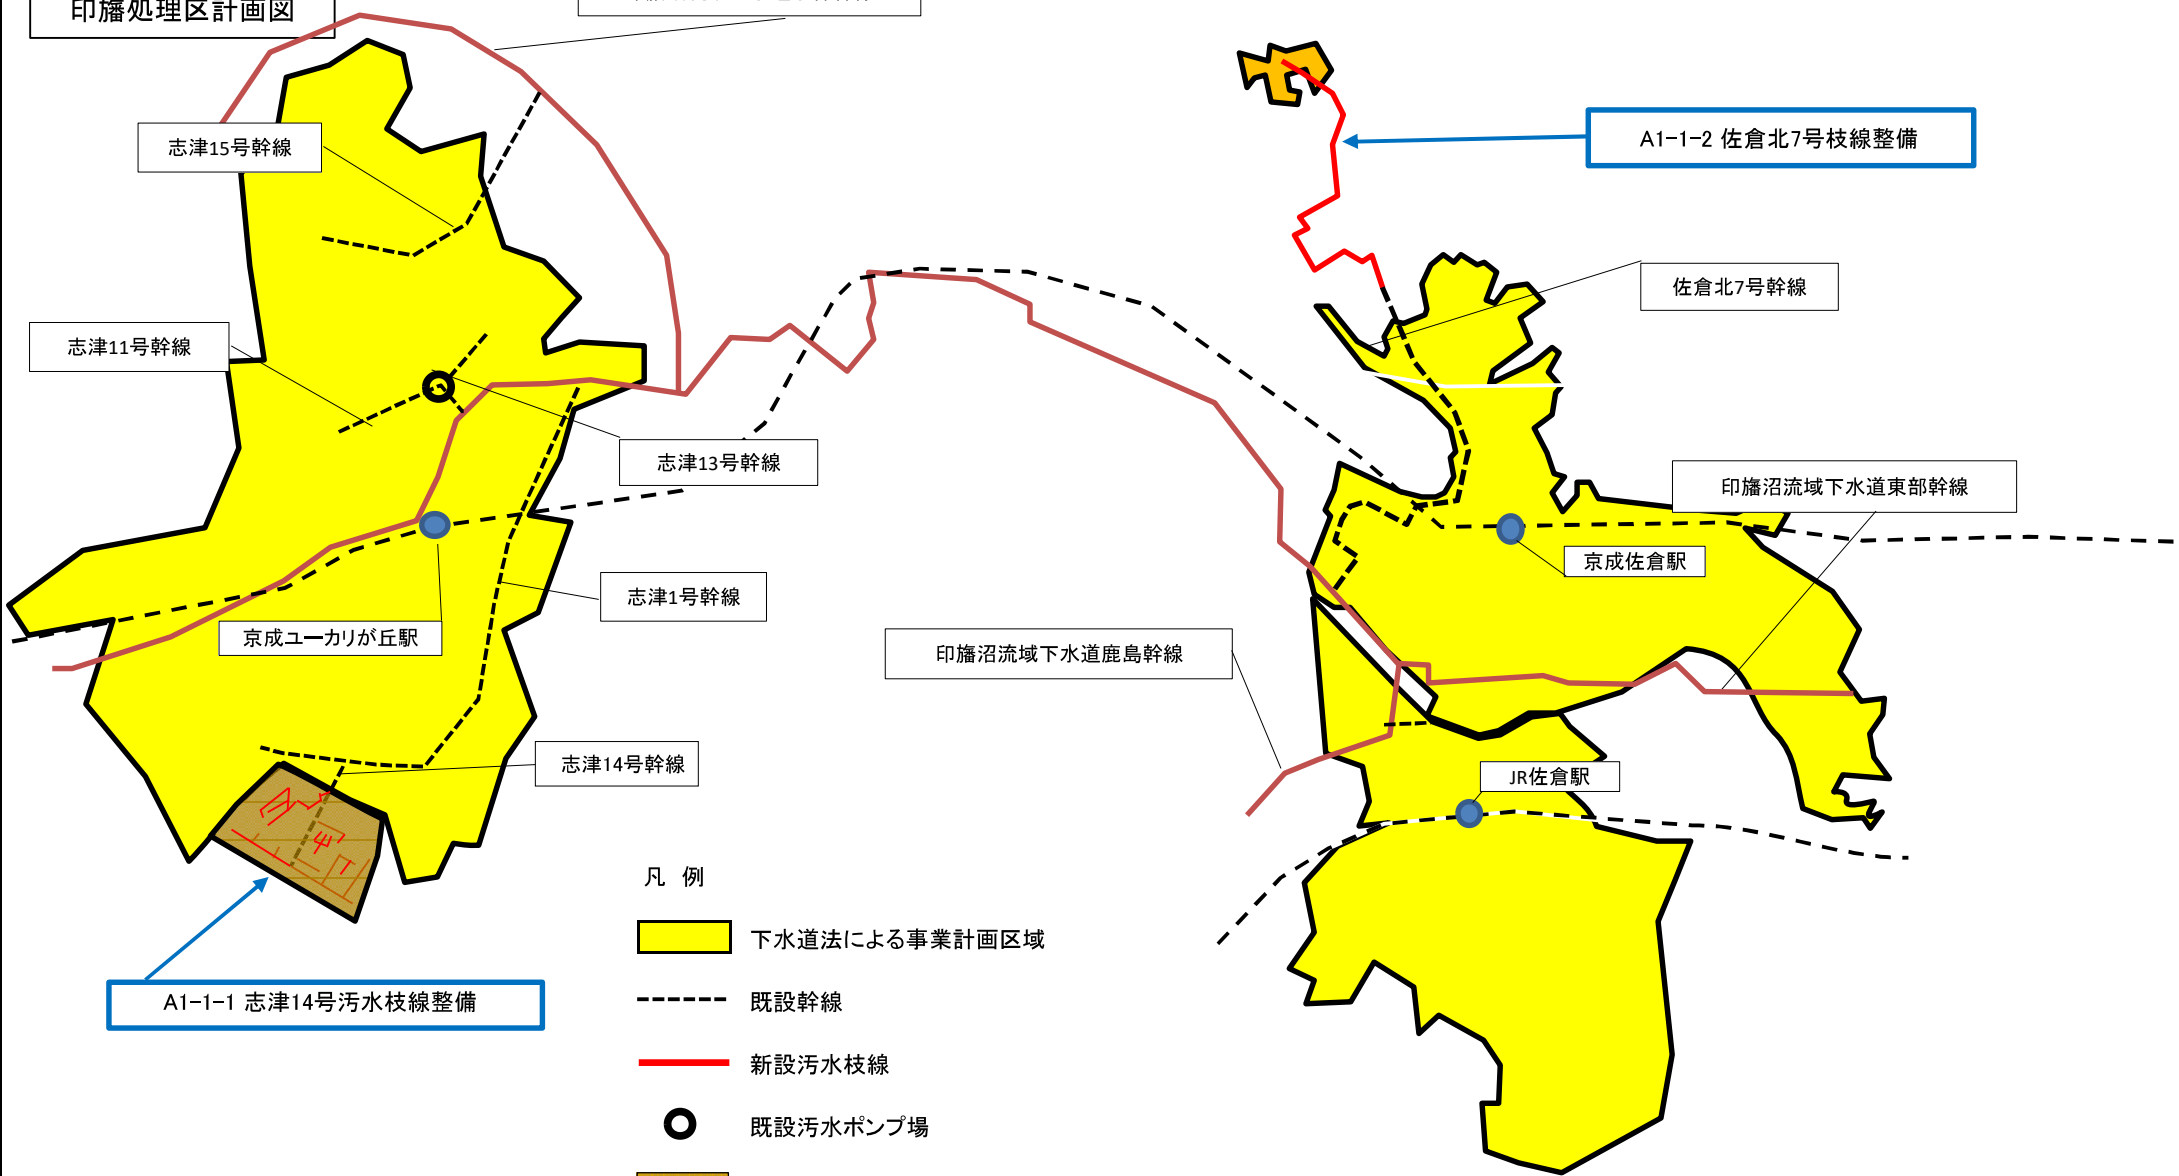 印旛処理区計画図
志津15号幹線
A1-1-2 佐倉北7号枝線整備
佐倉北7号幹線
志津11号幹線
志津13号幹線
印旛沼流域下水道東部幹線
京成佐倉駅
志津1号幹線
京成ユーカリが丘駅
印旛沼流域下水道鹿島幹線
志津14号幹線
JR佐倉駅
凡 例
下水道法による事業計画区域
A1-1-1 志津14号汚水枝線整備
既設幹線
新設汚水枝線
既設汚水ポンプ場